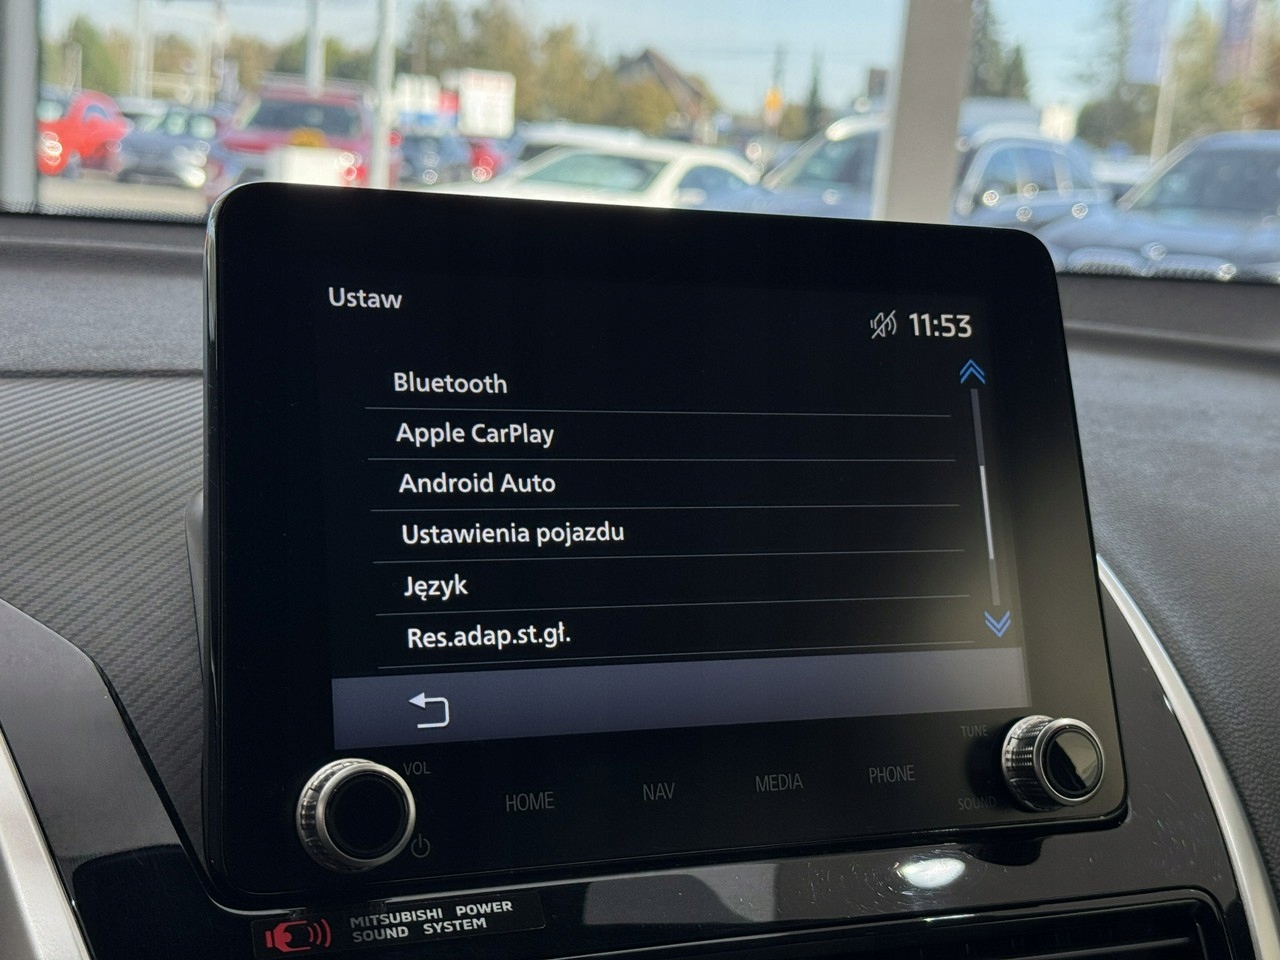 Ustaw
11:53
Bluetooth
Apple CarPlay
Android Auto
Ustawienia pojazdu
Język
Res.adap.st.gł.
VOL
HOME
NAV
MEDIA
PHONE
TUNE
SOUND
MITSUBISHI POWER
SOUND SYSTEM